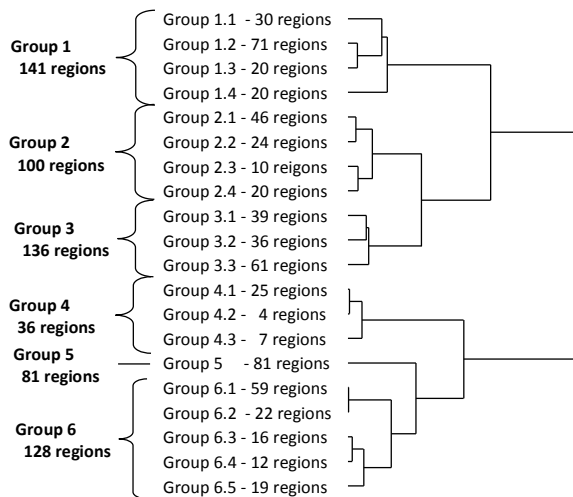 Group 1
141 regions
Group 1.1 - 30 regions
Group 1.2 - 71 regions
Group 1.3 - 20 regions
Group 1.4 - 20 regions
Group 2
100 regions
Group 2.1 - 46 regions
Group 2.2 - 24 regions
Group 2.3 - 10 reigons
Group 2.4 - 20 regions
Group 3
136 regions
Group 3.1 - 39 regions
Group 3.2 - 36 regions
Group 3.3 - 61 regions
Group 4
36 regions
Group 4.1 - 25 regions
Group 4.2 - 4 regions
Group 4.3 - 7 regions
Group 5
81 regions
Group 5 - 81 regions
Group 6
128 regions
Group 6.1 - 59 regions
Group 6.2 - 22 regions
Group 6.3 - 16 regions
Group 6.4 - 12 regions
Group 6.5 - 19 regions